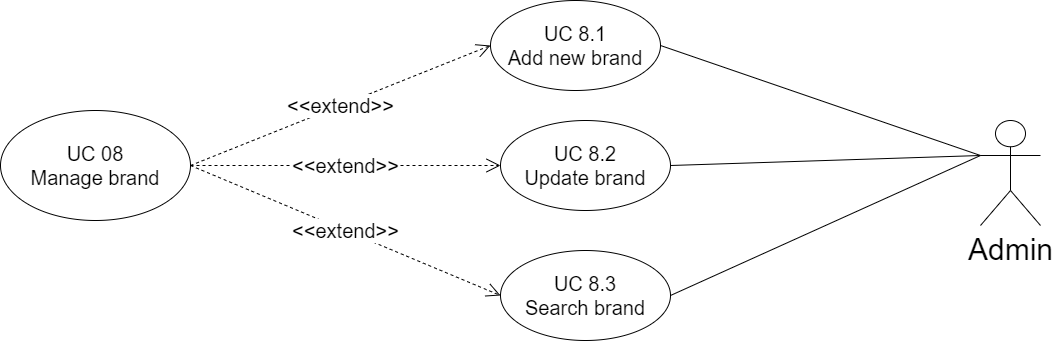 UC 8.1
Add new brand
<<extend>>
UC 08
Manage brand
<<extend>>
UC 8.2
Update brand
<<extend>>
Admin
UC 8.3
Search brand